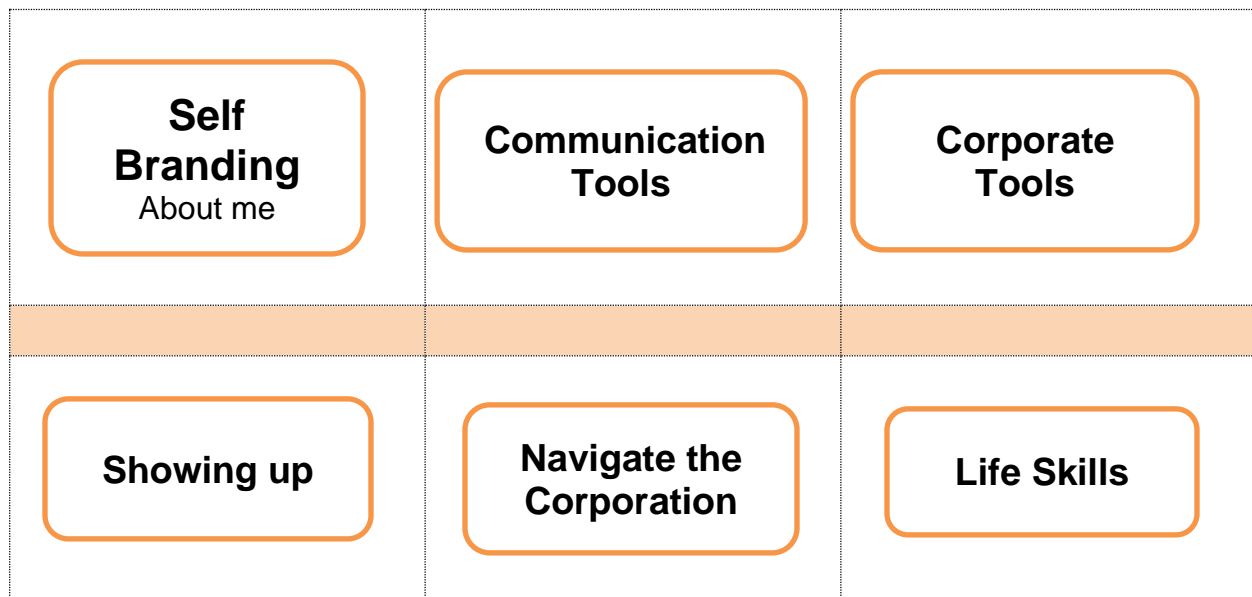 Self
Branding
About me
Communication
Tools
Corporate
Tools
Showing up
Navigate the
Corporation
Life Skills